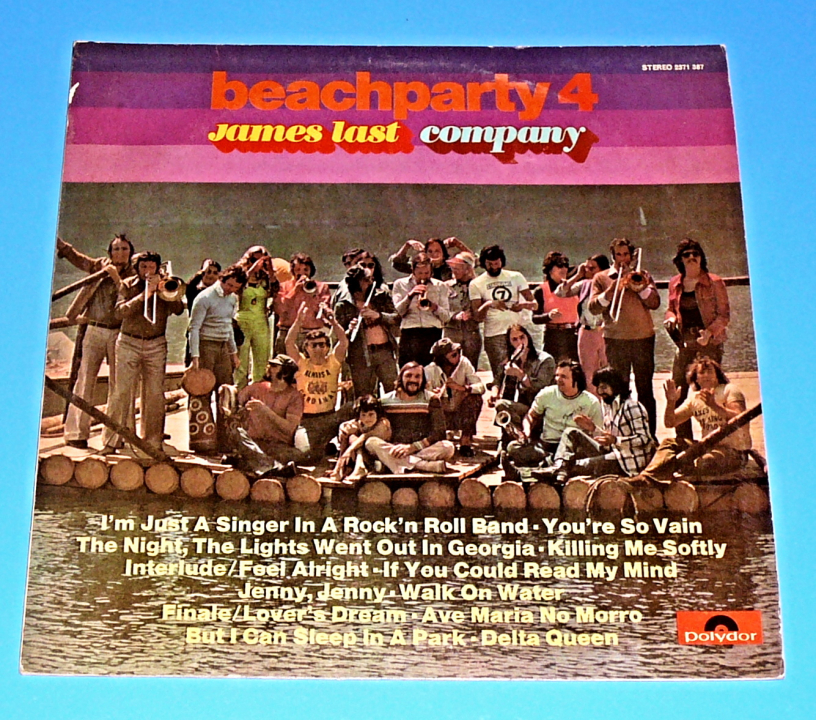 STEREO 2371 387
beachparty 4
james last company
7
I'm Just A Singer In A Rock'n Roll Band · You're So Vain
The Night, The Lights Went Out In Georgia · Killing Me Softly
Interlude/Feel Alright · If You Could Read My Mind
Jenny, Jenny · Walk On Water
Finale/Lover's Dream · Ave Maria No Morro
But I Can Sleep In A Park · Delta Queen
polydor